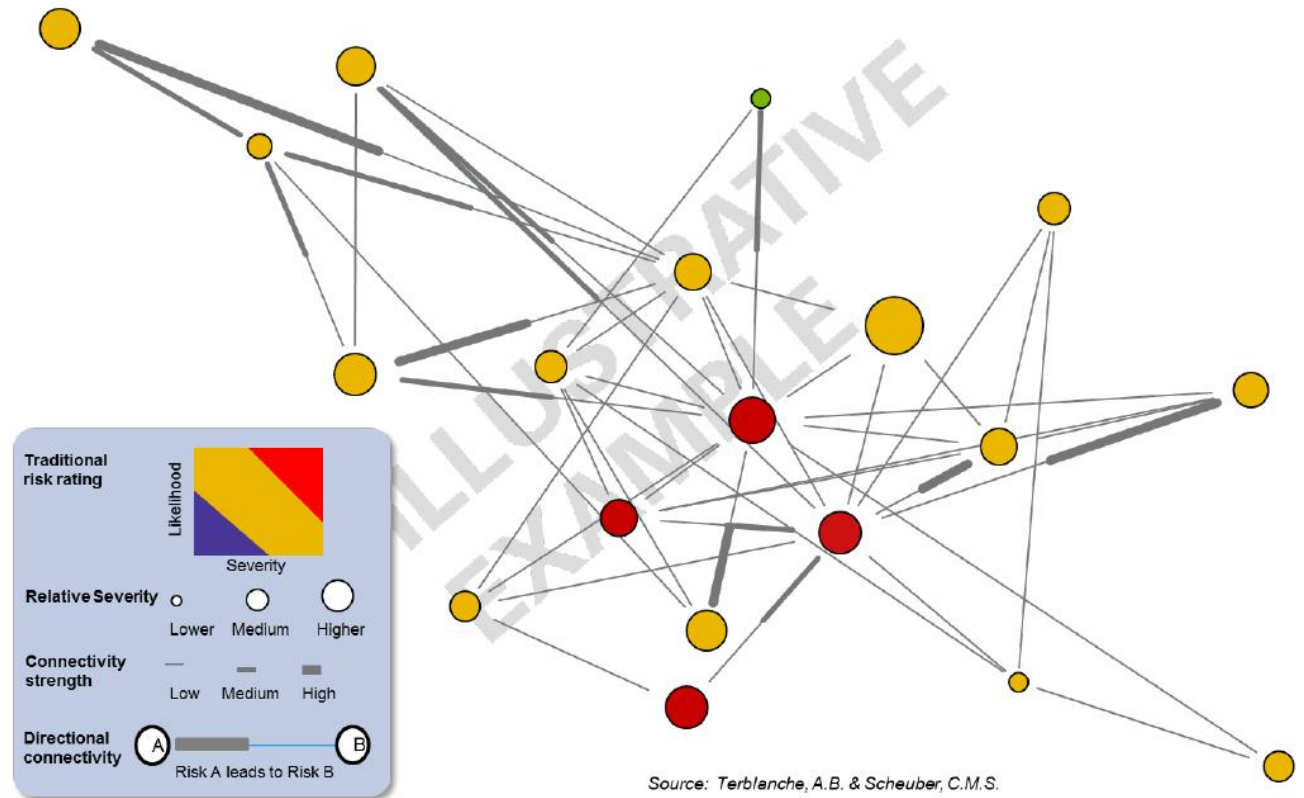 ILLUSTRATIVE
EXAMPLE
Traditional
risk rating
Likelihood
Severity
Relative Severity
Lower Medium Higher
Connectivity
strength
Low Medium High
Directional
connectivity
A B
Risk A leads to Risk B
Source: Terblanche, A.B. & Scheuber, C.M.S.